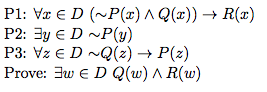 P1: ∀x ∈ D (∼P(x) ∧ Q(x)) → R(x)
P2: ∃y ∈ D ∼P(y)
P3: ∀z ∈ D ∼Q(z) → P(z)
Prove: ∃w ∈ D Q(w) ∧ R(w)